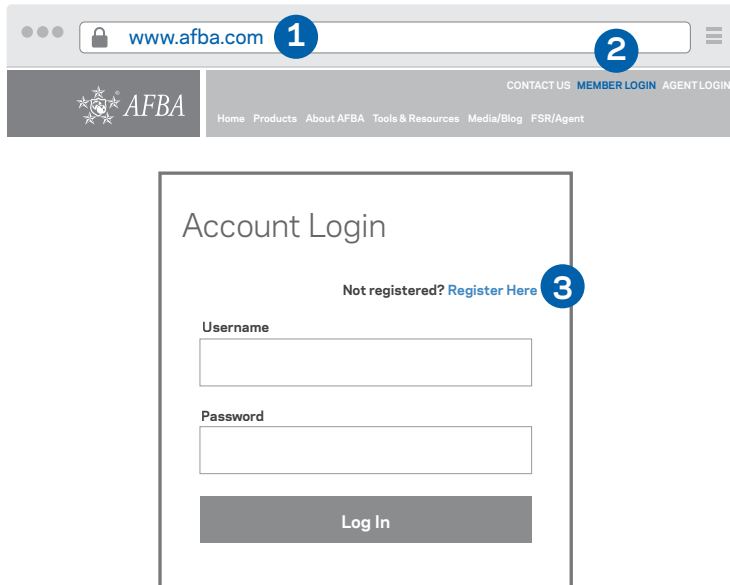 www.afba.com 1
2
CONTACT US MEMBER LOGIN AGENT LOGIN
AFBA
Home Products About AFBA Tools & Resources Media/Blog FSR/Agent
Account Login
Not registered? Register Here 3
Username
Password
Log In